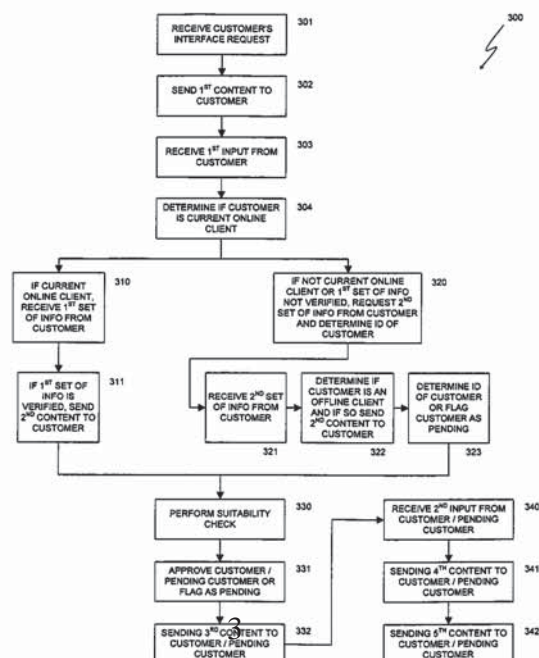 301
RECEIVE CUSTOMER'S
INTERFACE REQUEST
300
302
SEND 1ST CONTENT TO
CUSTOMER
303
RECEIVE 1ST INPUT FROM
CUSTOMER
304
DETERMINE IF CUSTOMER
IS CURRENT ONLINE
CLIENT
310
IF CURRENT
ONLINE CLIENT,
RECEIVE 1ST SET
OF INFO FROM
CUSTOMER
320
IF NOT CURRENT ONLINE
CLIENT OR 1ST SET OF INFO
NOT VERIFIED, REQUEST 2ND
SET OF INFO FROM CUSTOMER
AND DETERMINE ID OF
CUSTOMER
311
IF 1ST SET OF
INFO IS
VERIFIED, SEND
2ND CONTENT TO
CUSTOMER
RECEIVE 2ND SET
OF INFO FROM
CUSTOMER
321
DETERMINE IF
CUSTOMER IS AN
OFFLINE CLIENT
AND IF SO SEND
2ND CONTENT TO
CUSTOMER
322
DETERMINE ID
OF CUSTOMER
OR FLAG
CUSTOMER AS
PENDING
323
330
PERFORM SUITABILITY
CHECK
331
APPROVE CUSTOMER /
PENDING CUSTOMER OR
FLAG AS PENDING
332
SENDING 3RD CONTENT TO
CUSTOMER / PENDING
CUSTOMER
3
340
RECEIVE 2ND INPUT FROM
CUSTOMER / PENDING
CUSTOMER
341
SENDING 4TH CONTENT TO
CUSTOMER / PENDING
CUSTOMER
342
SENDING 5TH CONTENT TO
CUSTOMER / PENDING
CUSTOMER